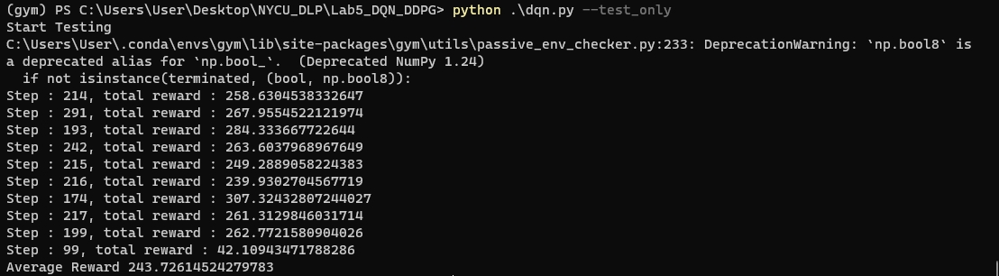 (gym) PS C:\Users\User\Desktop\NYCU_DLP\Lab5_DQN_DDPG> python .\dqn.py --test_only
Start Testing
C:\Users\User\.conda\envs\gym\lib\site-packages\gym\utils\passive_env_checker.py:233: DeprecationWarning: `np.bool8` is
a deprecated alias for `np.bool_`.  (Deprecated NumPy 1.24)
  if not isinstance(terminated, (bool, np.bool8)):
Step : 214, total reward : 258.6304538332647
Step : 291, total reward : 267.9554522121974
Step : 193, total reward : 284.333667722644
Step : 242, total reward : 263.6037968967649
Step : 215, total reward : 249.2889058224383
Step : 216, total reward : 239.9302704567719
Step : 174, total reward : 307.32432807244027
Step : 217, total reward : 261.3129846031714
Step : 199, total reward : 262.7721580904026
Step : 99, total reward : 42.10943471788286
Average Reward 243.72614524279783